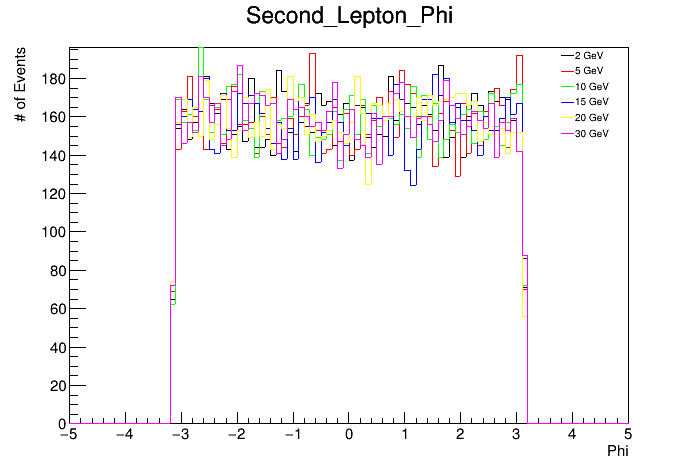 Second_Lepton_Phi
# of Events
180
160
140
120
100
80
60
40
20
0
2 GeV
5 GeV
10 GeV
15 GeV
20 GeV
30 GeV
−5 −4 −3 −2 −1 0 1 2 3 4 5
Phi